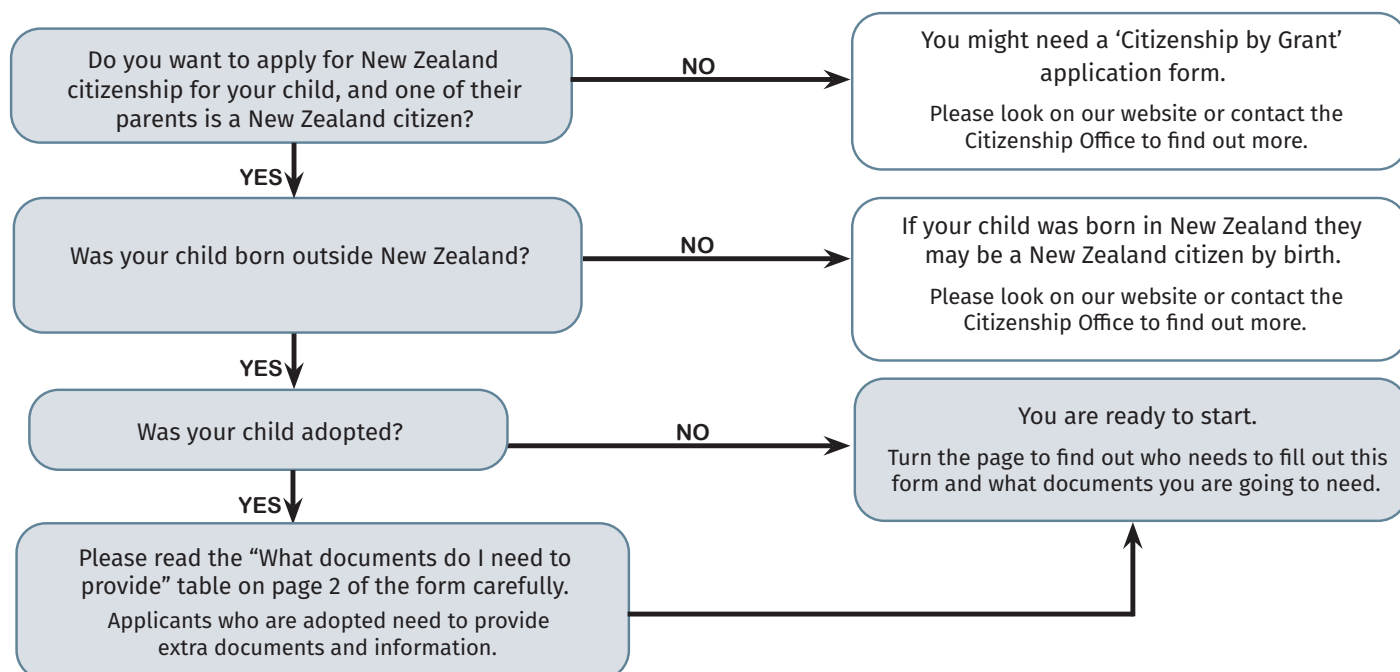 Do you want to apply for New Zealand
citizenship for your child, and one of their
parents is a New Zealand citizen?
NO
You might need a ‘Citizenship by Grant’
application form.
Please look on our website or contact the
Citizenship Office to find out more.
YES
Was your child born outside New Zealand?
NO
If your child was born in New Zealand they
may be a New Zealand citizen by birth.
Please look on our website or contact the
Citizenship Office to find out more.
YES
Was your child adopted?
NO
You are ready to start.
Turn the page to find out who needs to fill out this
form and what documents you are going to need.
YES
Please read the “What documents do I need to
provide” table on page 2 of the form carefully.
Applicants who are adopted need to provide
extra documents and information.